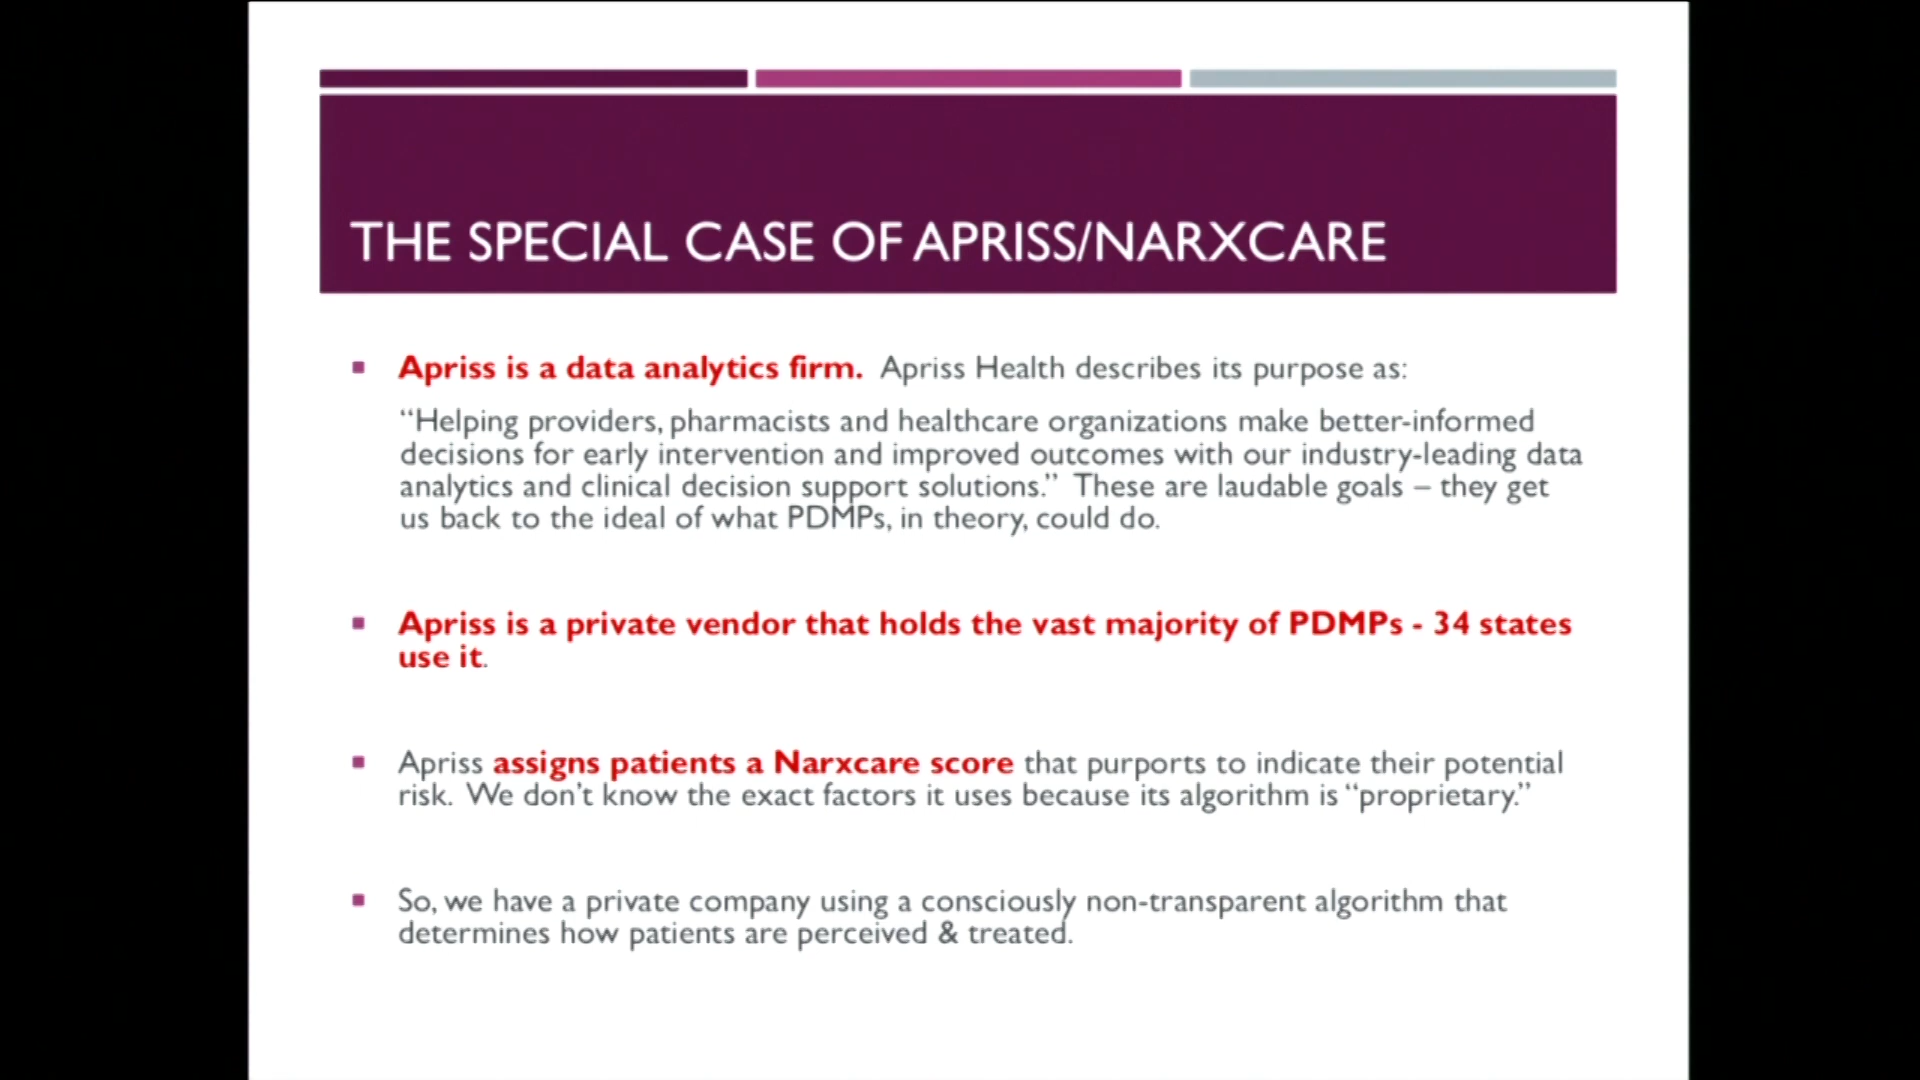 THE SPECIAL CASE OF APRISS/NARXCARE
Apriss is a data analytics firm. Apriss Health describes its purpose as:
“Helping providers, pharmacists and healthcare organizations make better-informed
decisions for early intervention and improved outcomes with our industry-leading data
analytics and clinical decision support solutions.” These are laudable goals – they get
us back to the ideal of what PDMPs, in theory, could do.
Apriss is a private vendor that holds the vast majority of PDMPs - 34 states
use it.
Apriss assigns patients a Narxcare score that purports to indicate their potential
risk. We don’t know the exact factors it uses because its algorithm is “proprietary.”
So, we have a private company using a consciously non-transparent algorithm that
determines how patients are perceived & treated.